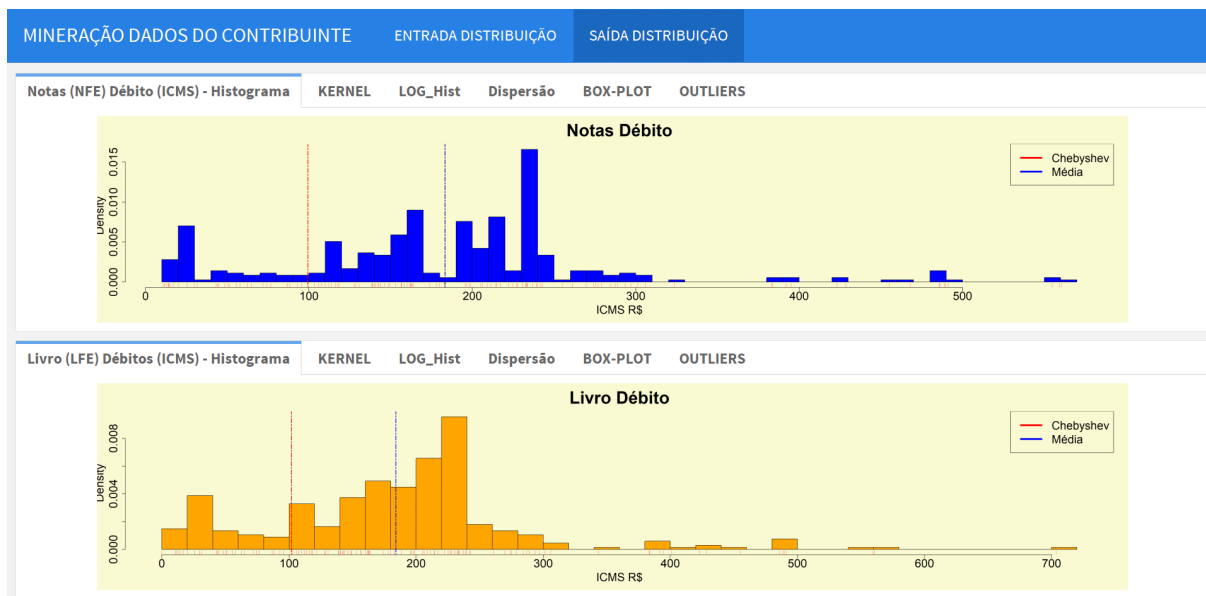 MINERAÇÃO DADOS DO CONTRIBUINTE ENTRADA DISTRIBUIÇÃO SAÍDA DISTRIBUIÇÃO
Notas (NFE) Débito (ICMS) - Histograma KERNEL LOG_Hist Dispersão BOX-PLOT OUTLIERS
Notas Débito
Chebyshev
Média
Density
0.000 0.005 0.010 0.015
0 100 200 300 400 500
ICMS R$
Livro (LFE) Débitos (ICMS) - Histograma KERNEL LOG_Hist Dispersão BOX-PLOT OUTLIERS
Livro Débito
Chebyshev
Média
Density
0.000 0.004 0.008
0 100 200 300 400 500 600 700
ICMS R$